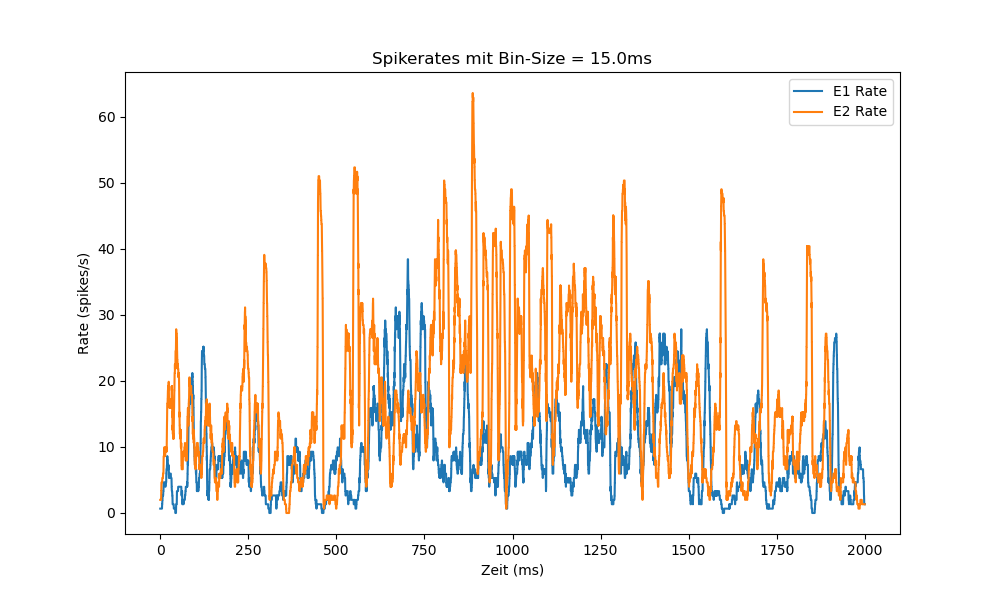 Spikerates mit Bin-Size = 15.0ms
E1 Rate
E2 Rate
Rate (spikes/s)
60
50
40
30
20
10
0
0 250 500 750 1000 1250 1500 1750 2000
Zeit (ms)